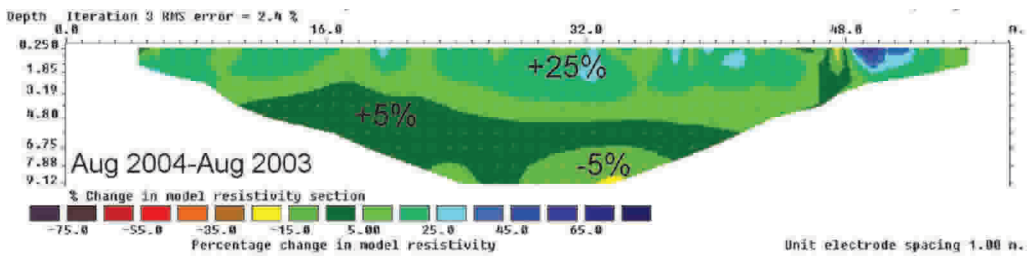 Depth Iteration 3 RMS error = 2.4 %
0.0 16.0 32.0 48.0 m.
0.250
1.85
3.19
4.80
6.75
7.88
9.12
+25%
+5%
-5%
Aug 2004-Aug 2003
% Change in model resistivity section
-75.0 -55.0 -35.0 -15.0 5.00 25.0 45.0 65.0
Percentage change in model resistivity
Unit electrode spacing 1.00 m.